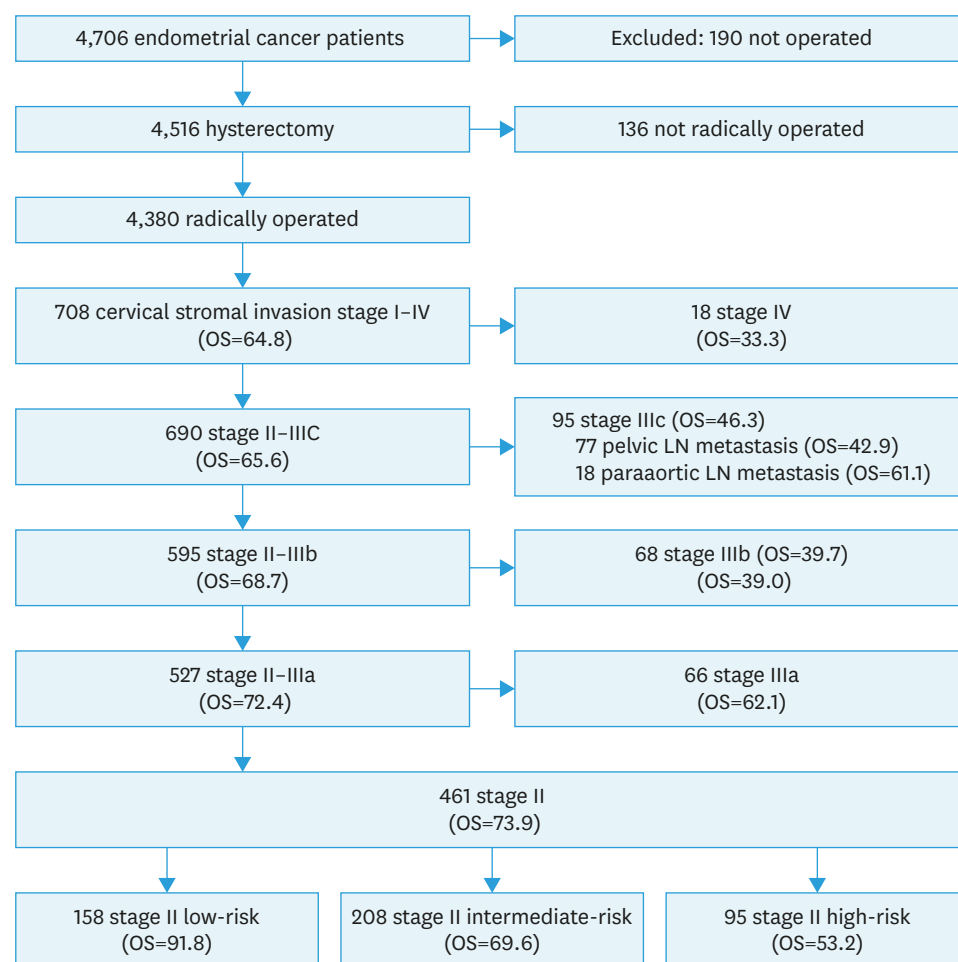 4,706 endometrial cancer patients
Excluded: 190 not operated
4,516 hysterectomy
136 not radically operated
4,380 radically operated
708 cervical stromal invasion stage I–IV
(OS=64.8)
18 stage IV
(OS=33.3)
690 stage II–IIIC
(OS=65.6)
95 stage IIIc (OS=46.3)
77 pelvic LN metastasis (OS=42.9)
18 paraaortic LN metastasis (OS=61.1)
595 stage II–IIIb
(OS=68.7)
68 stage IIIb (OS=39.7)
(OS=39.0)
527 stage II–IIIa
(OS=72.4)
66 stage IIIa
(OS=62.1)
461 stage II
(OS=73.9)
158 stage II low-risk
(OS=91.8)
208 stage II intermediate-risk
(OS=69.6)
95 stage II high-risk
(OS=53.2)